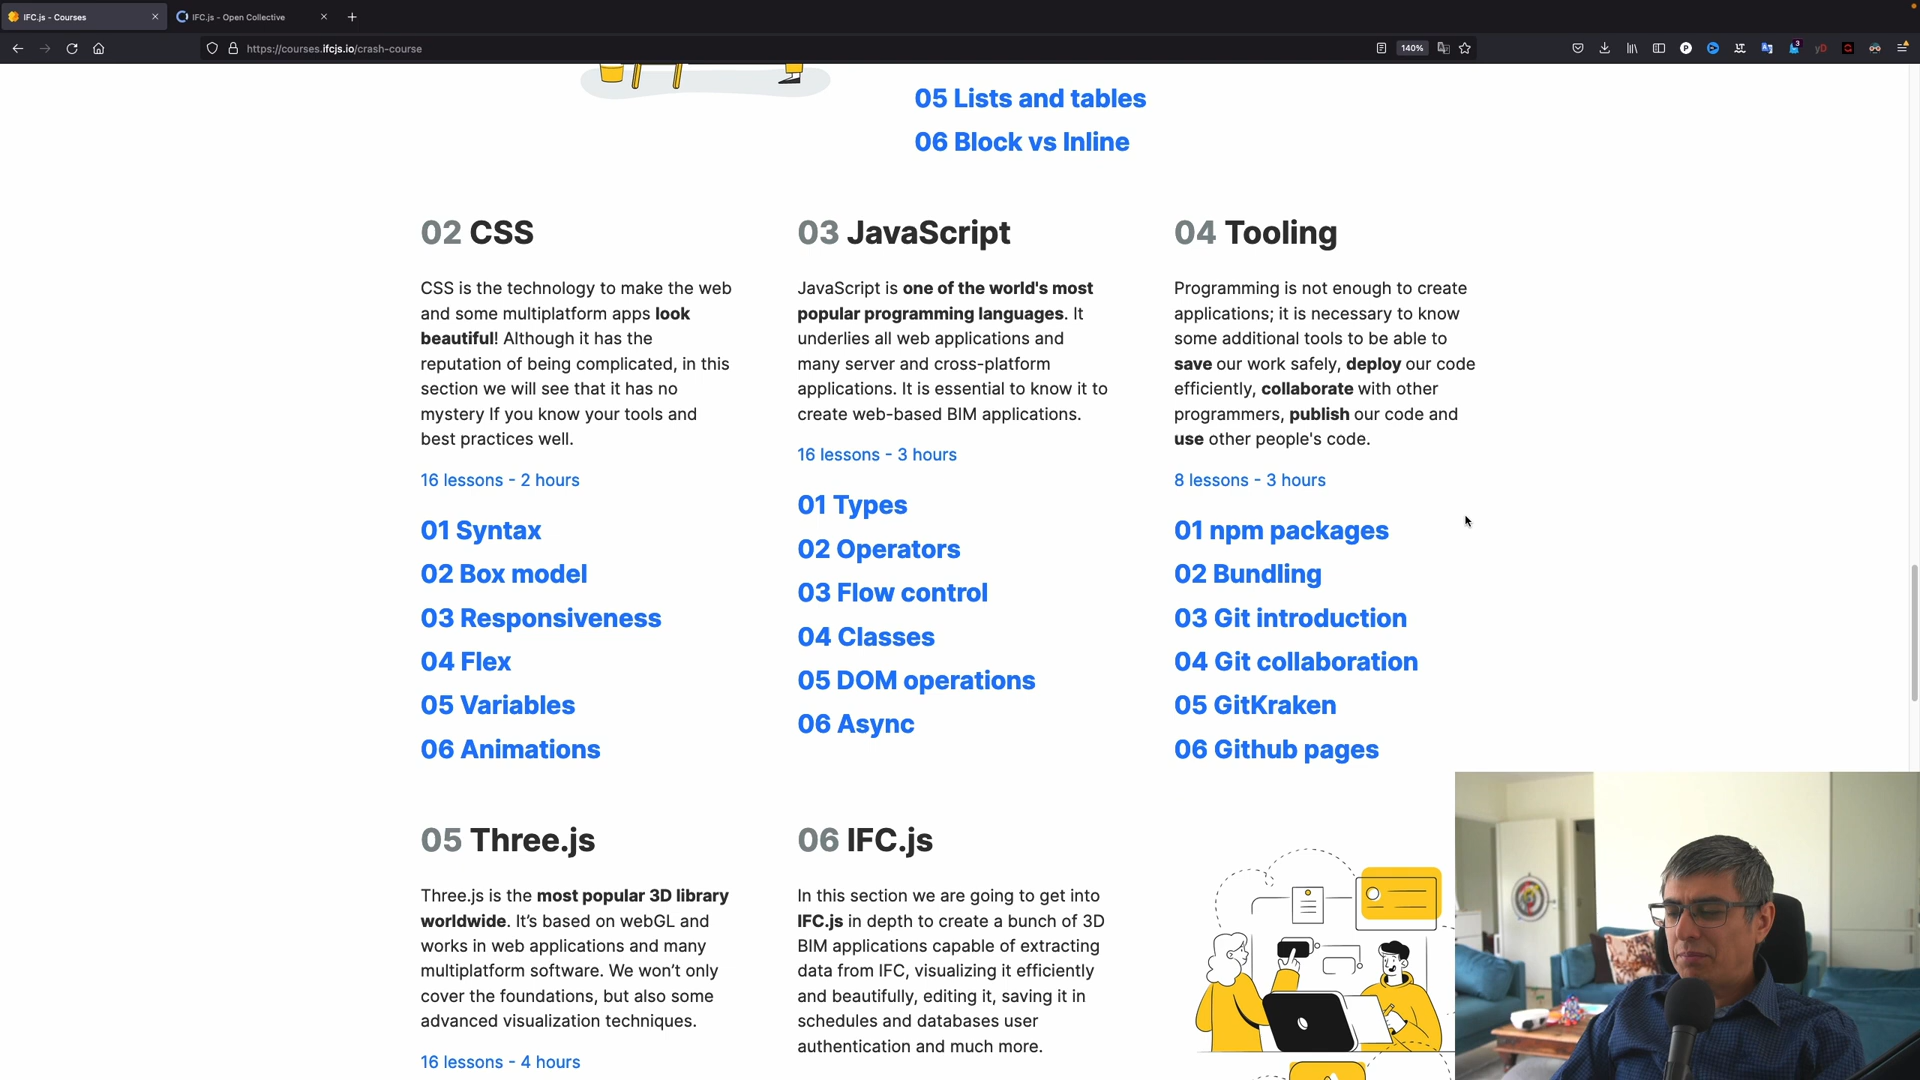 IFC.js - Courses
IFC.js - Open Collective
https://courses.ifcjs.io/crash-course
140%
05 Lists and tables
06 Block vs Inline
02 CSS
CSS is the technology to make the web
and some multiplatform apps look
beautiful! Although it has the
reputation of being complicated, in this
section we will see that it has no
mystery If you know your tools and
best practices well.
16 lessons - 2 hours
01 Syntax
02 Box model
03 Responsiveness
04 Flex
05 Variables
06 Animations
03 JavaScript
JavaScript is one of the world's most
popular programming languages. It
underlies all web applications and
many server and cross-platform
applications. It is essential to know it to
create web-based BIM applications.
16 lessons - 3 hours
01 Types
02 Operators
03 Flow control
04 Classes
05 DOM operations
06 Async
04 Tooling
Programming is not enough to create
applications; it is necessary to know
some additional tools to be able to
save our work safely, deploy our code
efficiently, collaborate with other
programmers, publish our code and
use other people's code.
8 lessons - 3 hours
01 npm packages
02 Bundling
03 Git introduction
04 Git collaboration
05 GitKraken
06 Github pages
05 Three.js
Three.js is the most popular 3D library
worldwide. It’s based on webGL and
works in web applications and many
multiplatform software. We won’t only
cover the foundations, but also some
advanced visualization techniques.
16 lessons - 4 hours
06 IFC.js
In this section we are going to get into
IFC.js in depth to create a bunch of 3D
BIM applications capable of extracting
data from IFC, visualizing it efficiently
and beautifully, editing it, saving it in
schedules and databases user
authentication and much more.